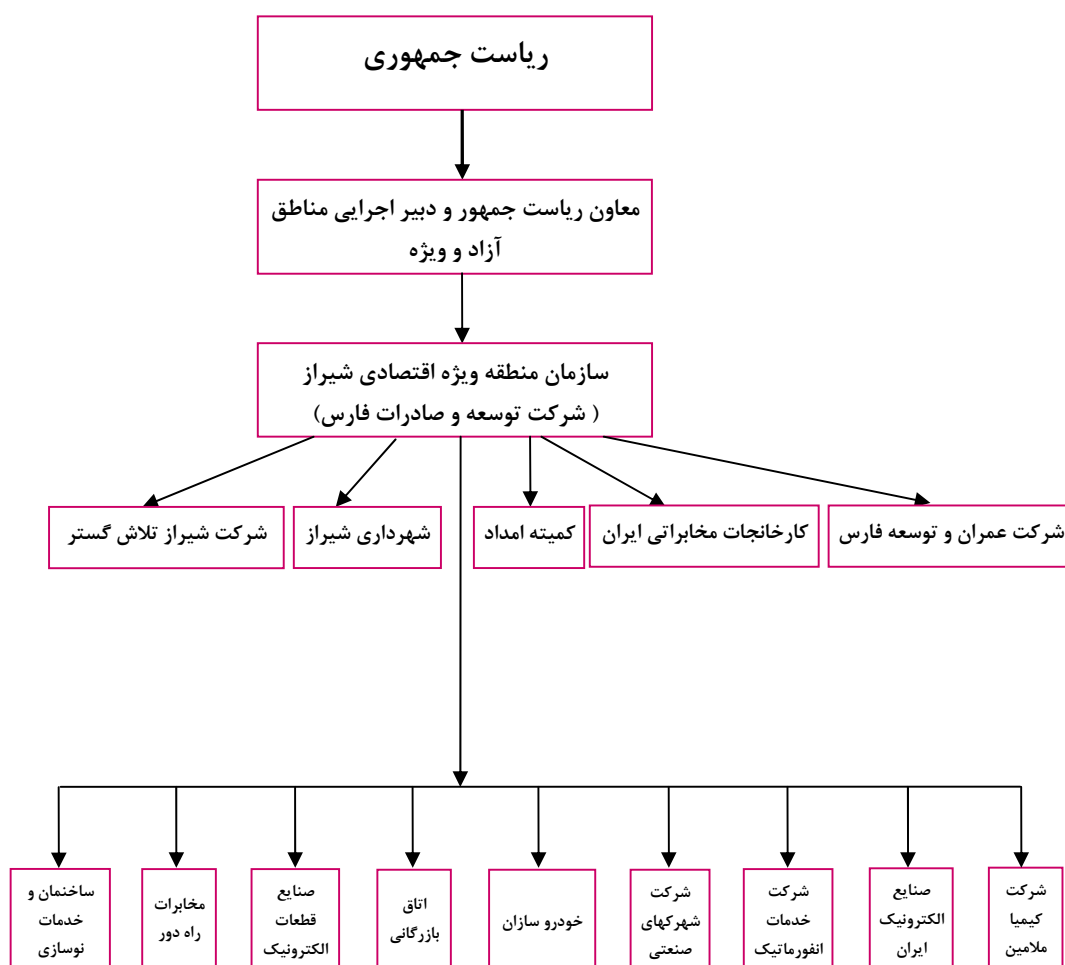 ریاست جمهوری
معاون ریاست جمهور و دبیر اجرایی مناطق
آزاد و ویژه
سازمان منطقه ویژه اقتصادی شیراز
( شرکت توسعه و صادرات فارس)
شرکت عمران و توسعه فارس
کارخانجات مخابراتی ایران
کمیته امداد
شهرداری شیراز
شرکت شیراز تلاش گستر
شرکت
کیمیا
ملامین
صنایع
الکترونیک
ایران
شرکت
خدمات
انفورماتیک
شرکت
شهرکهای
صنعتی
خودرو سازان
اتاق
بازرگانی
صنایع
قطعات
الکترونیک
مخابرات
راه دور
ساخنمان و
خدمات
نوسازی